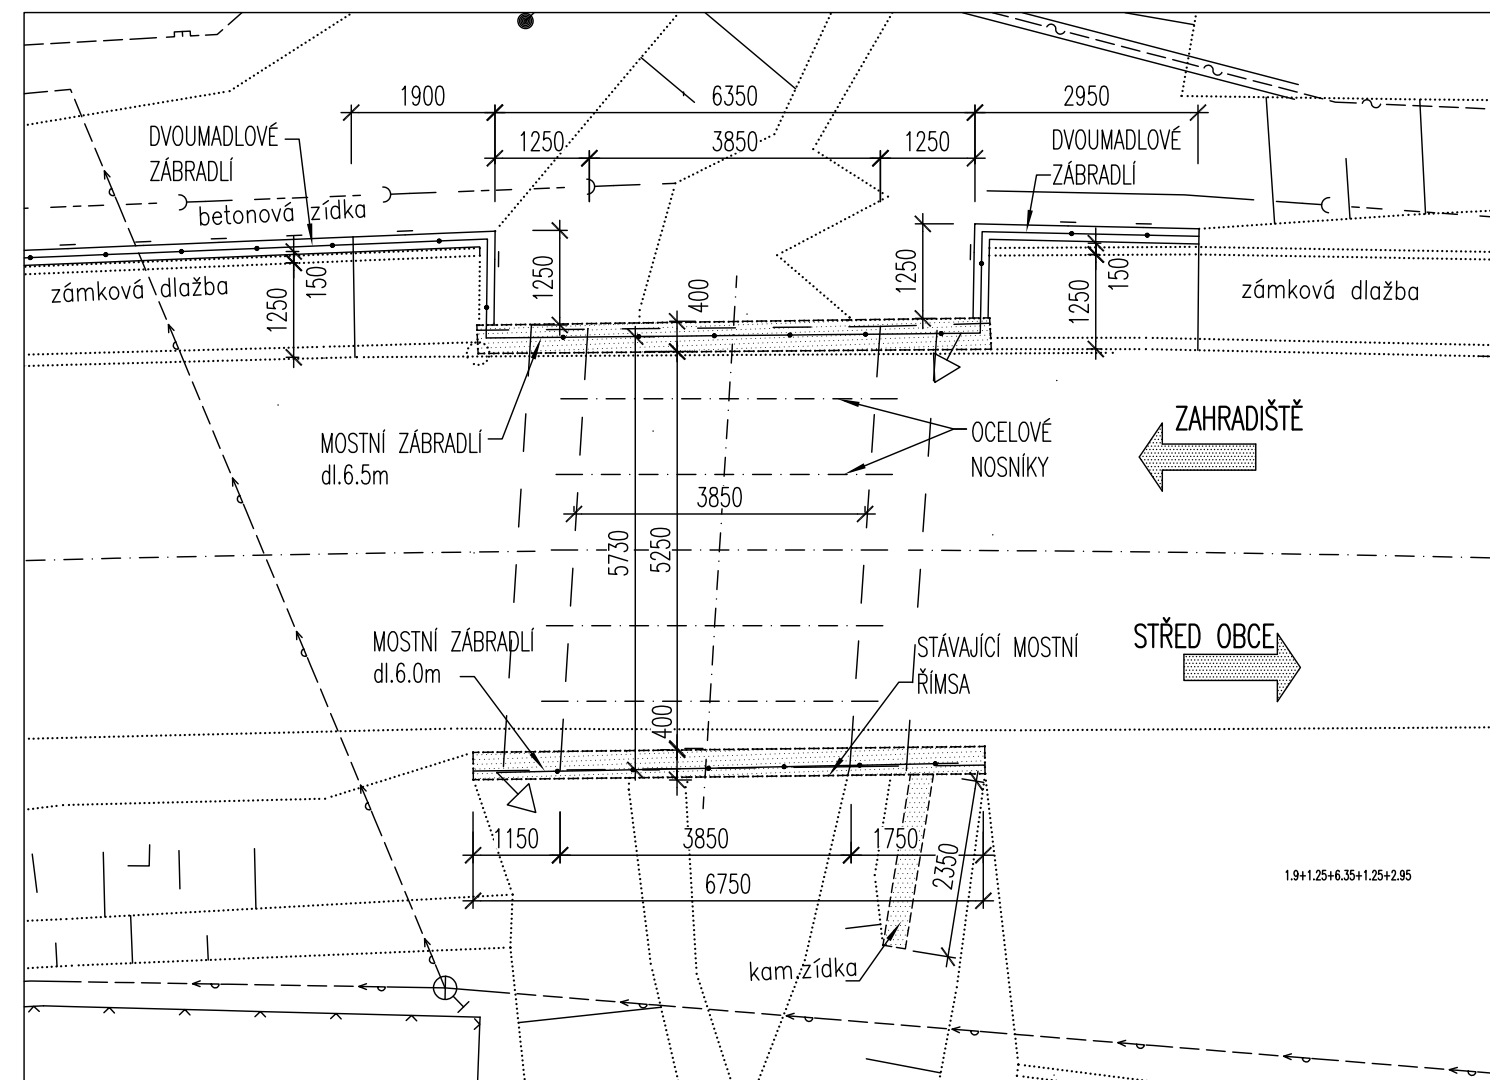 1900
6350
2950
DVOUMADLOVÉ
ZÁBRADLÍ
1250
3850
1250
DVOUMADLOVÉ
ZÁBRADLÍ
betonová zídka
zámková dlažba
1250
150
1250
400
1250
1250
150
zámková dlažba
MOSTNÍ ZÁBRADLÍ
dl.6.5m
OCELOVÉ
NOSNÍKY
ZAHRADIŠTĚ
3850
5730
5250
MOSTNÍ ZÁBRADLÍ
dl.6.0m
STÁVAJÍCÍ MOSTNÍ
ŘÍMSA
STŘED OBCE
400
1150
3850
1750
2350
6750
1.9+1.25+6.35+1.25+2.95
kam.zídka